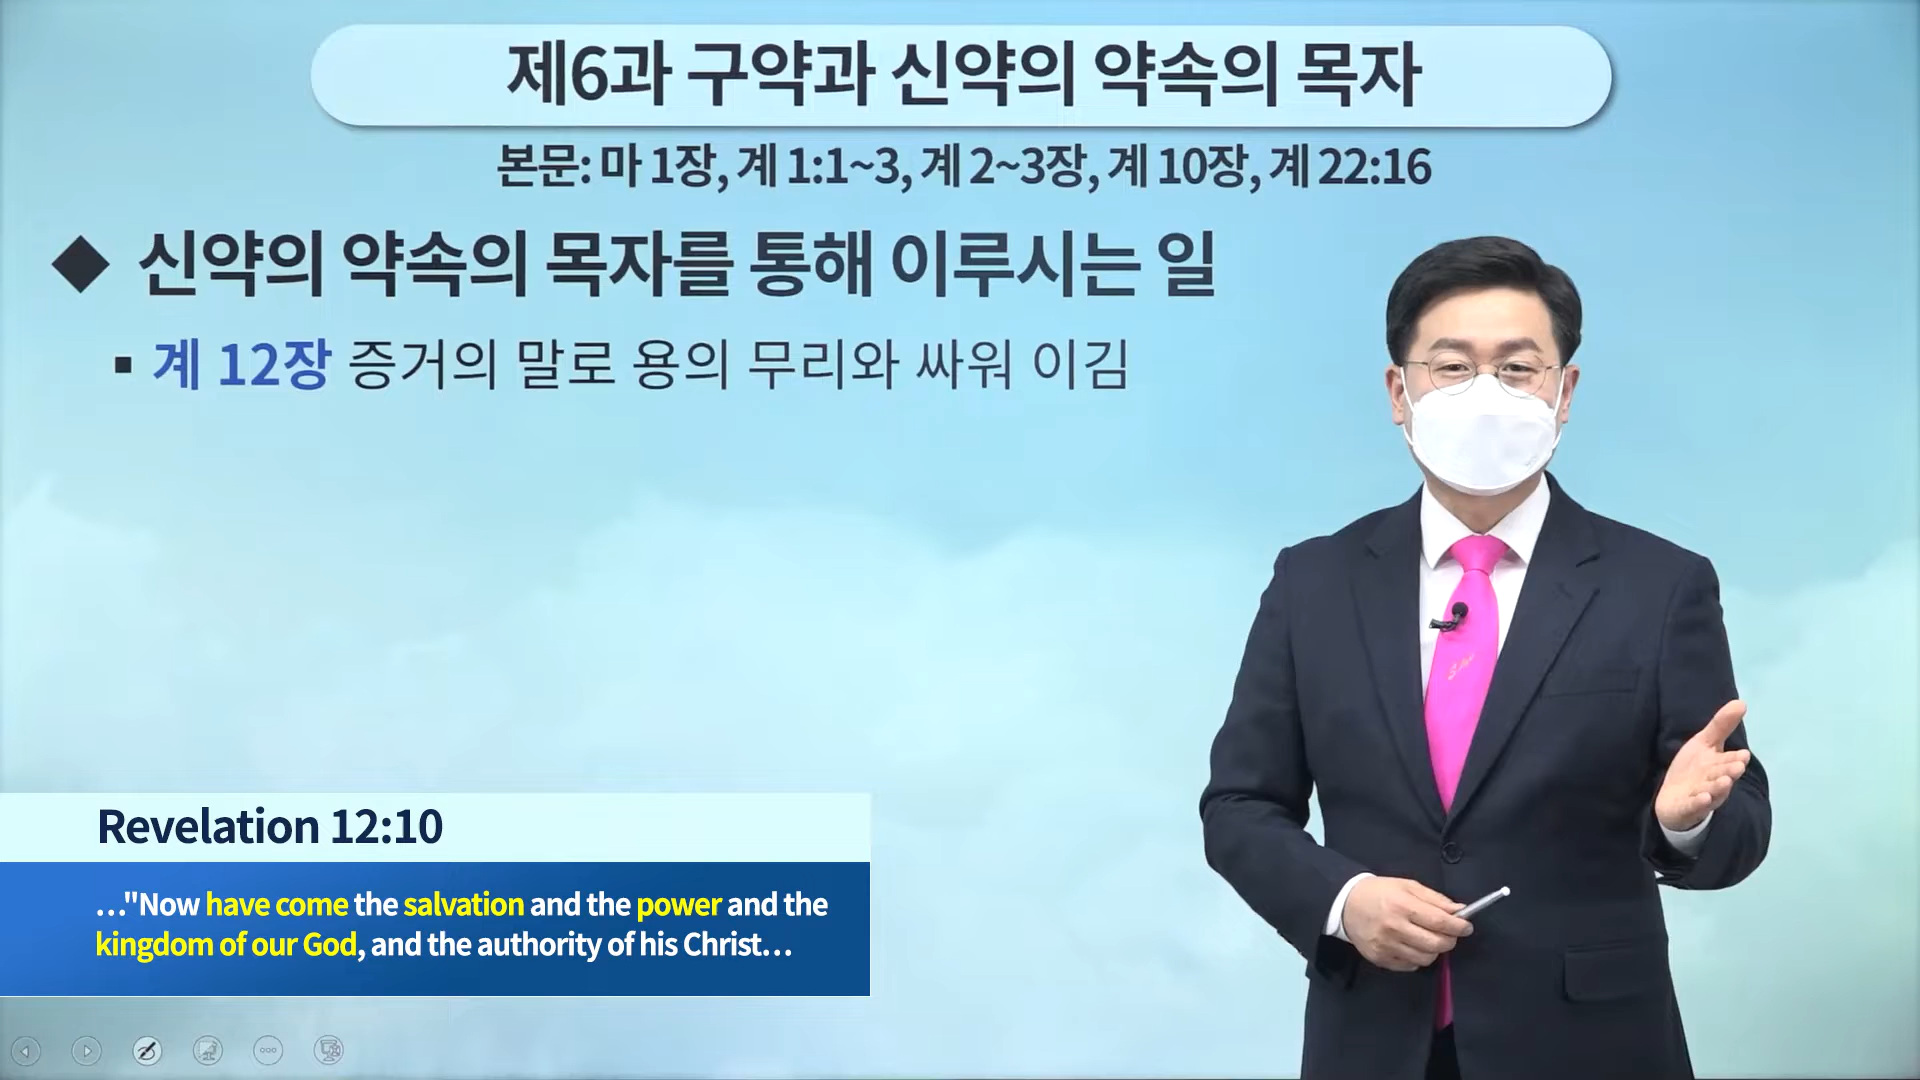 제6과 구약과 신약의 약속의 목자
본문: 마 1장, 계 1:1~3, 계 2~3장, 계 10장, 계 22:16
◆ 신약의 약속의 목자를 통해 이루시는 일
▪ 계 12장 증거의 말로 용의 무리와 싸워 이김
Revelation 12:10
…"Now have come the salvation and the power and the
kingdom of our God, and the authority of his Christ…